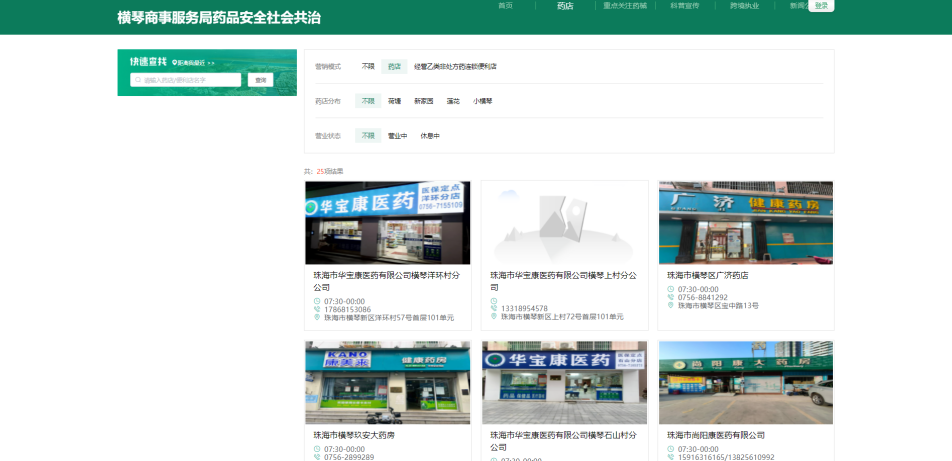 横琴商事服务局药品安全社会共治
首页
药店
重点关注药械
科普宣传
跨境执业
登录
快速查找
距离我最近 >>
请输入药店/便利店名字
查询
营销模式
不限
药店
经营乙类非处方药连锁便利店
药店分布
不限
荷塘
新家园
莲花
小横琴
营业状态
不限
营业中
休息中
共：25项结果
华宝康医药
医保定点
洋环分店
0756-7155109
珠海市华宝康医药有限公司横琴洋环村分
公司
07:30-00:00
17868153086
珠海市横琴新区洋环村57号首层101单元
珠海市华宝康医药有限公司横琴上村分公
司
13318954578
珠海市横琴新区上村72号首层101单元
广济 健康药房
珠海市横琴区广济药店
07:30-00:00
0756-8841292
珠海市横琴区宝中路13号
KANO
康美来
健康药房
珠海市横琴玖安大药房
07:30-00:00
0756-2899289
华宝康医药
医保定点
珠海市华宝康医药有限公司横琴石山村分
公司
尚阳康大药房
珠海市尚阳康医药有限公司
07:30-00:00
15916316165/13825610992